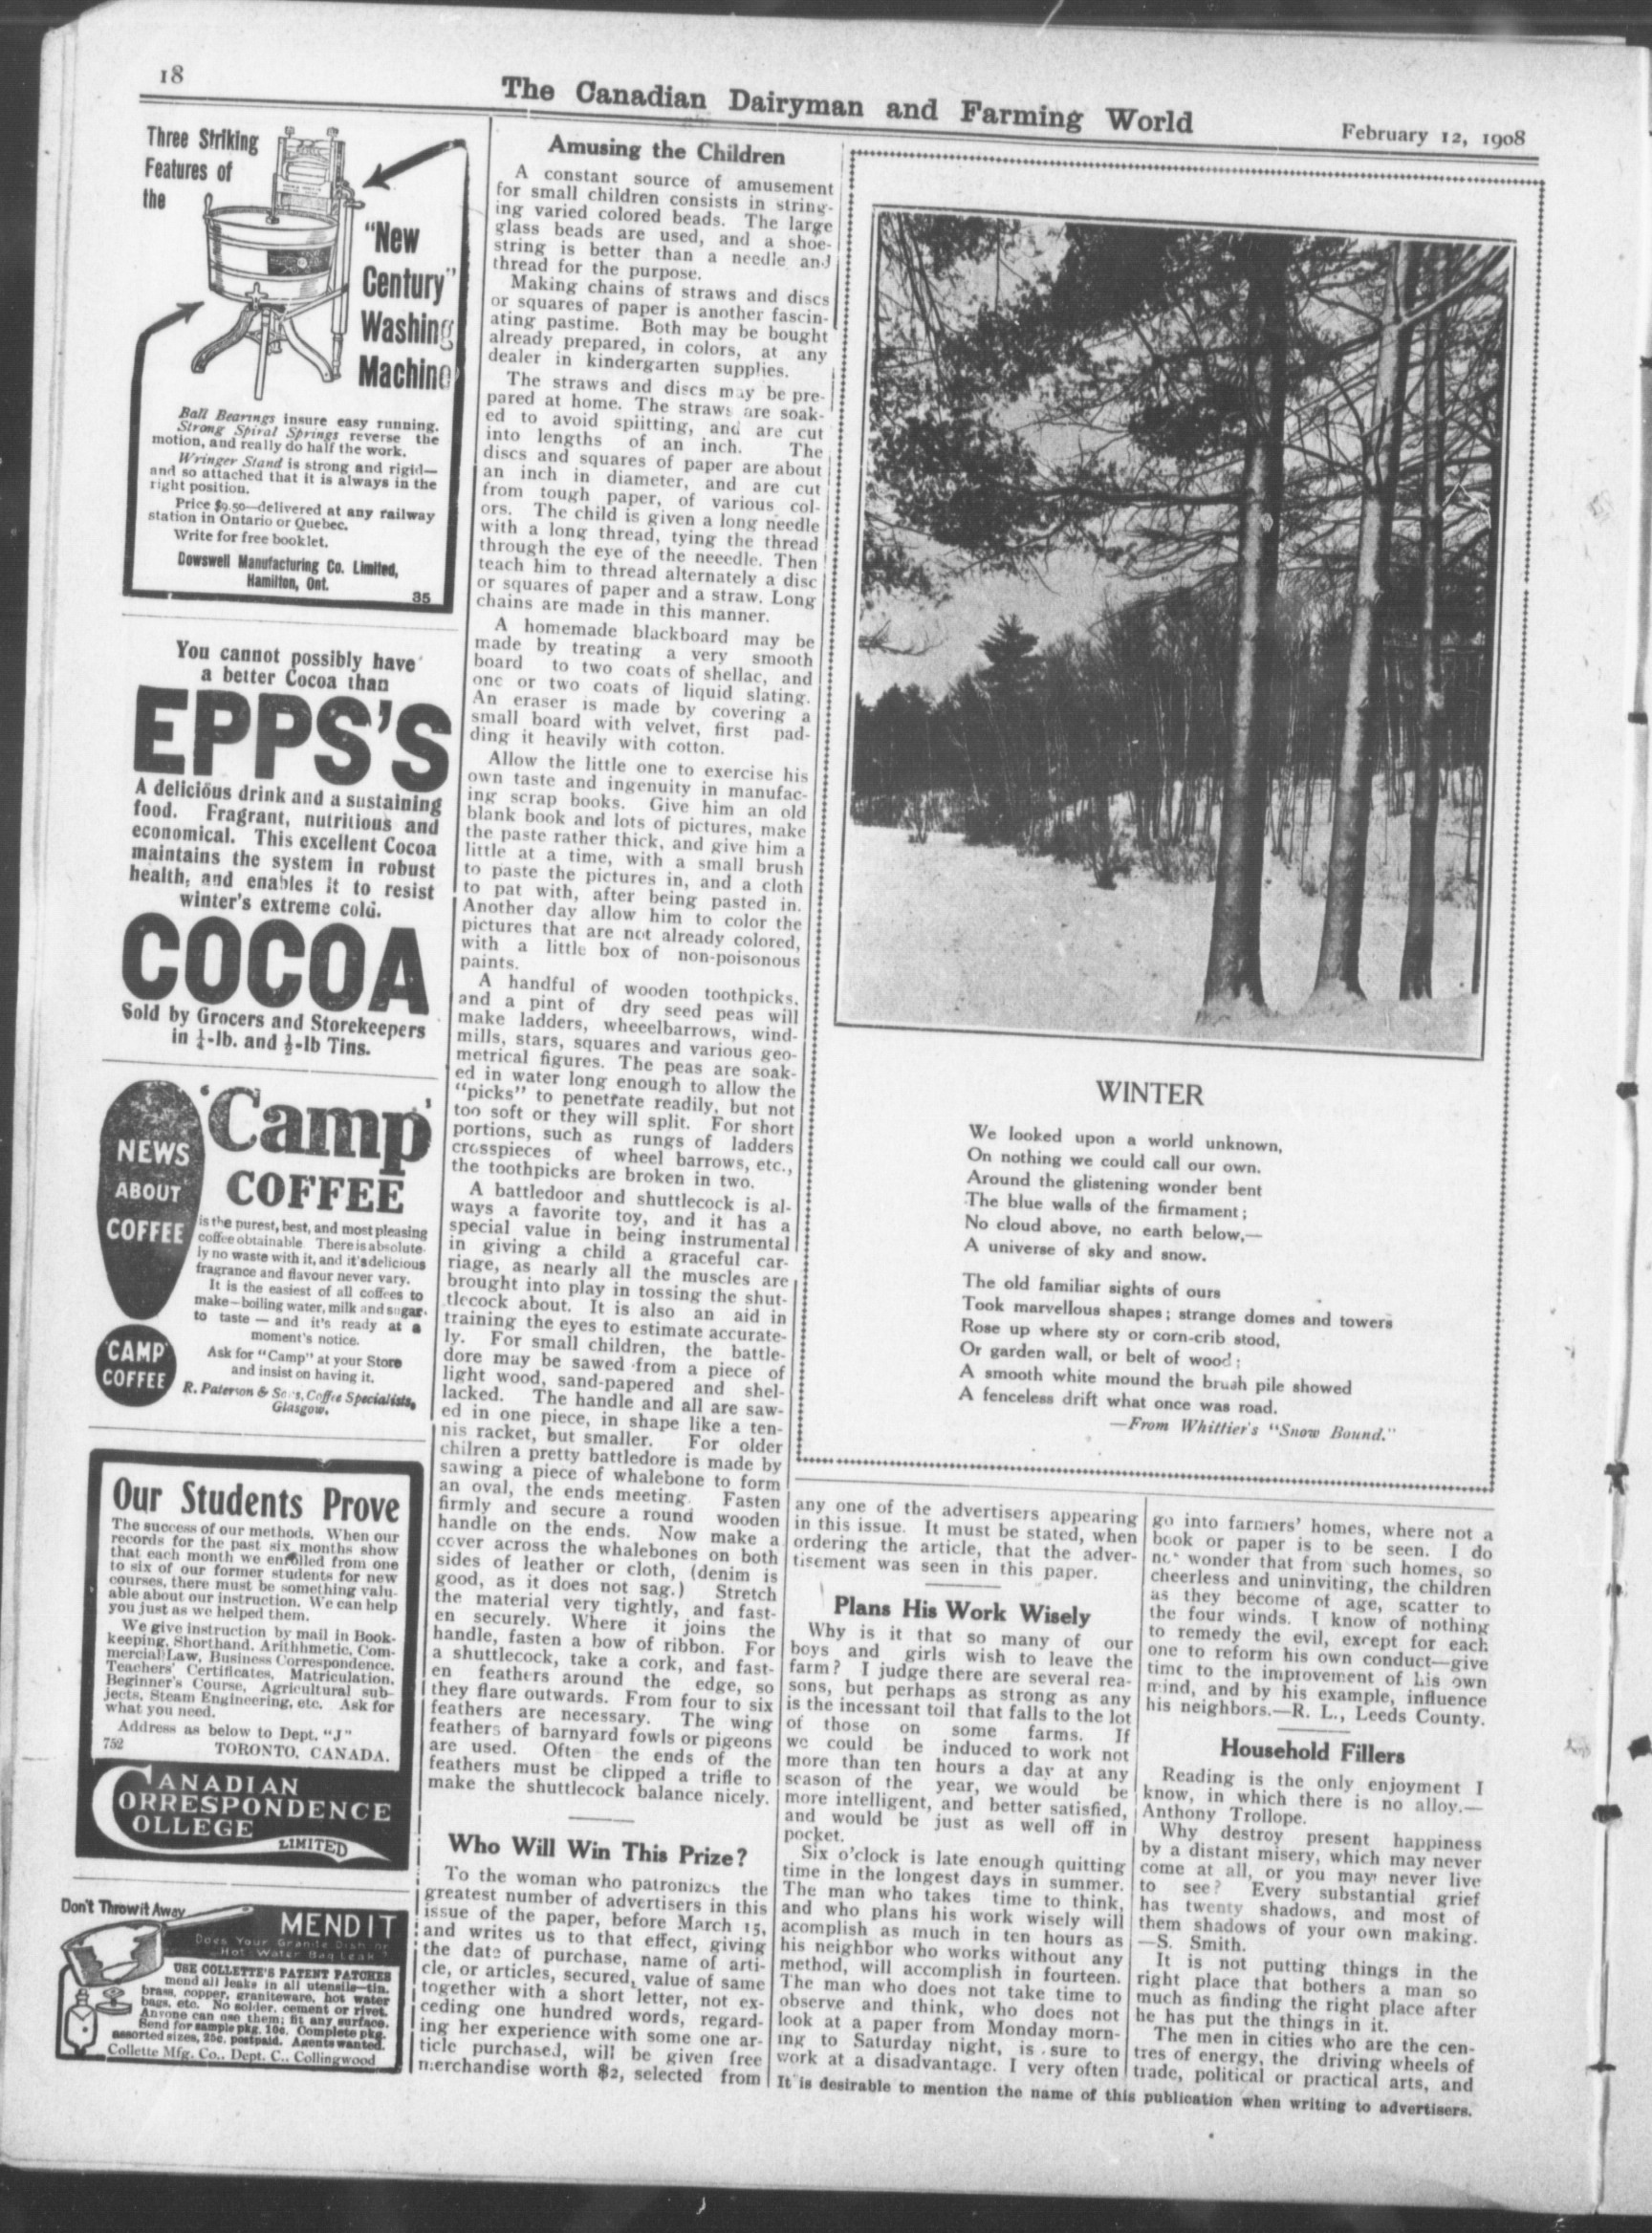 18
The Canadian Dairyman and Farming World
February 12, 1908
Three Striking
Features of
the
"New
Century"
Washing
Machine
Ball Bearings insure easy running.
Strong Spiral Springs reverse the
motion, and really do half the work.
Wringer Stand is strong and rigid—
and so attached that it is always in the
right position.
Price $9.50—delivered at any railway
station in Ontario or Quebec.
Write for free booklet.
Dowswell Manufacturing Co. Limited,
Hamilton, Ont.
35
You cannot possibly have
a better Cocoa than
EPPS'S
A delicious drink and a sustaining
food. Fragrant, nutritious and
economical. This excellent Cocoa
maintains the system in robust
health, and enables it to resist
winter's extreme cold.
COCOA
Sold by Grocers and Storekeepers
in ¼-lb. and ½-lb Tins.
NEWS
ABOUT
COFFEE
'CAMP'
COFFEE
'Camp'
COFFEE
is the purest, best, and most pleasing
coffee obtainable. There is absolute-
ly no waste with it, and it's delicious
fragrance and flavour never vary.
It is the easiest of all coffees to
make—boiling water, milk and sugar,
to taste — and it's ready at a
moment's notice.
Ask for "Camp" at your Store
and insist on having it.
R. Paterson & Sons, Coffee Specialists,
Glasgow.
Our Students Prove
The success of our methods. When our
records for the past six months show
that each month we enrolled from one
to six of our former students for new
courses, there must be something valu-
able about our instruction. We can help
you just as we helped them.
We give instruction by mail in Book-
keeping, Shorthand, Arithhmetic, Com-
mercial Law, Business Correspondence,
Teachers' Certificates, Matriculation,
Beginner's Course, Agricultural sub-
jects, Steam Engineering, etc. Ask for
what you need.
Address as below to Dept. "J"
752 TORONTO, CANADA.
CANADIAN
CORRESPONDENCE
COLLEGE
LIMITED
Don't Throw it Away
MENDIT
Does Your Granite Dish or
Hot Water Bag Leak?
USE COLLETTE'S PATENT PATCHES
mend all leaks in all utensils—tin,
brass, copper, graniteware, hot water
bags, etc. No solder, cement or rivet.
Anyone can use them; fit any surface.
Send for sample pkg. 10c. Complete pkg.
assorted sizes, 25c. postpaid. Agents wanted.
Collette Mfg. Co., Dept. C., Collingwood
Amusing the Children
A constant source of amusement
for small children consists in string-
ing varied colored beads. The large
glass beads are used, and a shoe-
string is better than a needle and
thread for the purpose.
Making chains of straws and discs
or squares of paper is another fascin-
ating pastime. Both may be bought
already prepared, in colors, at any
dealer in kindergarten supplies.
The straws and discs may be pre-
pared at home. The straws are soak-
ed to avoid spiitting, and are cut
into lengths of an inch. The
discs and squares of paper are about
an inch in diameter, and are cut
from tough paper, of various col-
ors. The child is given a long needle
with a long thread, tying the thread
through the eye of the neeedle. Then
teach him to thread alternately a disc
or squares of paper and a straw. Long
chains are made in this manner.
A homemade blackboard may be
made by treating a very smooth
board to two coats of shellac, and
one or two coats of liquid slating.
An eraser is made by covering a
small board with velvet, first pad-
ding it heavily with cotton.
Allow the little one to exercise his
own taste and ingenuity in manufac-
ing scrap books. Give him an old
blank book and lots of pictures, make
the paste rather thick, and give him a
little at a time, with a small brush
to paste the pictures in, and a cloth
to pat with, after being pasted in.
Another day allow him to color the
pictures that are not already colored,
with a little box of non-poisonous
paints.
A handful of wooden toothpicks,
and a pint of dry seed peas will
make ladders, wheeelbarrows, wind-
mills, stars, squares and various geo-
metrical figures. The peas are soak-
ed in water long enough to allow the
"picks" to penetrate readily, but not
too soft or they will split. For short
portions, such as rungs of ladders
crosspieces of wheel barrows, etc.,
the toothpicks are broken in two.
A battledoor and shuttlecock is al-
ways a favorite toy, and it has a
special value in being instrumental
in giving a child a graceful car-
riage, as nearly all the muscles are
brought into play in tossing the shut-
tlecock about. It is also an aid in
training the eyes to estimate accurate-
ly. For small children, the battle-
dore may be sawed from a piece of
light wood, sand-papered and shel-
lacked. The handle and all are saw-
ed in one piece, in shape like a ten-
nis racket, but smaller. For older
chilren a pretty battledore is made by
sawing a piece of whalebone to form
an oval, the ends meeting. Fasten
firmly and secure a round wooden
handle on the ends. Now make a
cover across the whalebones on both
sides of leather or cloth, (denim is
good, as it does not sag.) Stretch
the material very tightly, and fast-
en securely. Where it joins the
handle, fasten a bow of ribbon. For
a shuttlecock, take a cork, and fast-
en feathers around the edge, so
they flare outwards. From four to six
feathers are necessary. The wing
feathers of barnyard fowls or pigeons
are used. Often the ends of the
feathers must be clipped a trifle to
make the shuttlecock balance nicely.
Who Will Win This Prize?
To the woman who patronizes the
greatest number of advertisers in this
issue of the paper, before March 15,
and writes us to that effect, giving
the date of purchase, name of arti-
cle, or articles, secured, value of same
together with a short letter, not ex-
ceding one hundred words, regard-
ing her experience with some one ar-
ticle purchased, will be given free
merchandise worth $2, selected from
WINTER
We looked upon a world unknown,
On nothing we could call our own.
Around the glistening wonder bent
The blue walls of the firmament;
No cloud above, no earth below,—
A universe of sky and snow.
The old familiar sights of ours
Took marvellous shapes; strange domes and towers
Rose up where sty or corn-crib stood,
Or garden wall, or belt of wood;
A smooth white mound the brush pile showed
A fenceless drift what once was road.
—From Whittier's "Snow Bound."
any one of the advertisers appearing
in this issue. It must be stated, when
ordering the article, that the adver-
tisement was seen in this paper.
Plans His Work Wisely
Why is it that so many of our
boys and girls wish to leave the
farm? I judge there are several rea-
sons, but perhaps as strong as any
is the incessant toil that falls to the lot
of those on some farms. If
we could be induced to work not
more than ten hours a day at any
season of the year, we would be
more intelligent, and better satisfied,
and would be just as well off in
pocket.
Six o'clock is late enough quitting
time in the longest days in summer.
The man who takes time to think,
and who plans his work wisely will
acomplish as much in ten hours as
his neighbor who works without any
method, will accomplish in fourteen.
The man who does not take time to
observe and think, who does not
look at a paper from Monday morn-
ing to Saturday night, is sure to
work at a disadvantage. I very often
go into farmers' homes, where not a
book or paper is to be seen. I do
not wonder that from such homes, so
cheerless and uninviting, the children
as they become of age, scatter to
the four winds. I know of nothing
to remedy the evil, except for each
one to reform his own conduct—give
time to the improvement of his own
mind, and by his example, influence
his neighbors.—R. L., Leeds County.
Household Fillers
Reading is the only enjoyment I
know, in which there is no alloy.—
Anthony Trollope.
Why destroy present happiness
by a distant misery, which may never
come at all, or you may never live
to see? Every substantial grief
has twenty shadows, and most of
them shadows of your own making.
—S. Smith.
It is not putting things in the
right place that bothers a man so
much as finding the right place after
he has put the things in it.
The men in cities who are the cen-
tres of energy, the driving wheels of
trade, political or practical arts, and
It is desirable to mention the name of this publication when writing to advertisers.